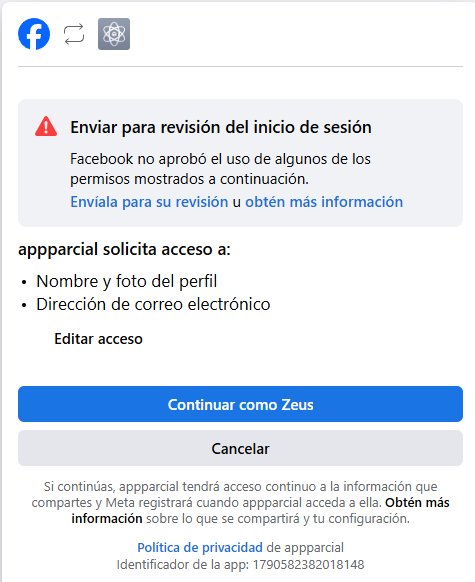 Enviar para revisión del inicio de sesión
Facebook no aprobó el uso de algunos de los
permisos mostrados a continuación.
Envíala para su revisión u obtén más información
appparcial solicita acceso a:
• Nombre y foto del perfil
• Dirección de correo electrónico
Editar acceso
Continuar como Zeus
Cancelar
Si continúas, appparcial tendrá acceso continuo a la información que
compartes y Meta registrará cuando appparcial acceda a ella. Obtén más
información sobre lo que se compartirá y tu configuración.
Política de privacidad de appparcial
Identificador de la app: 1790582382018148